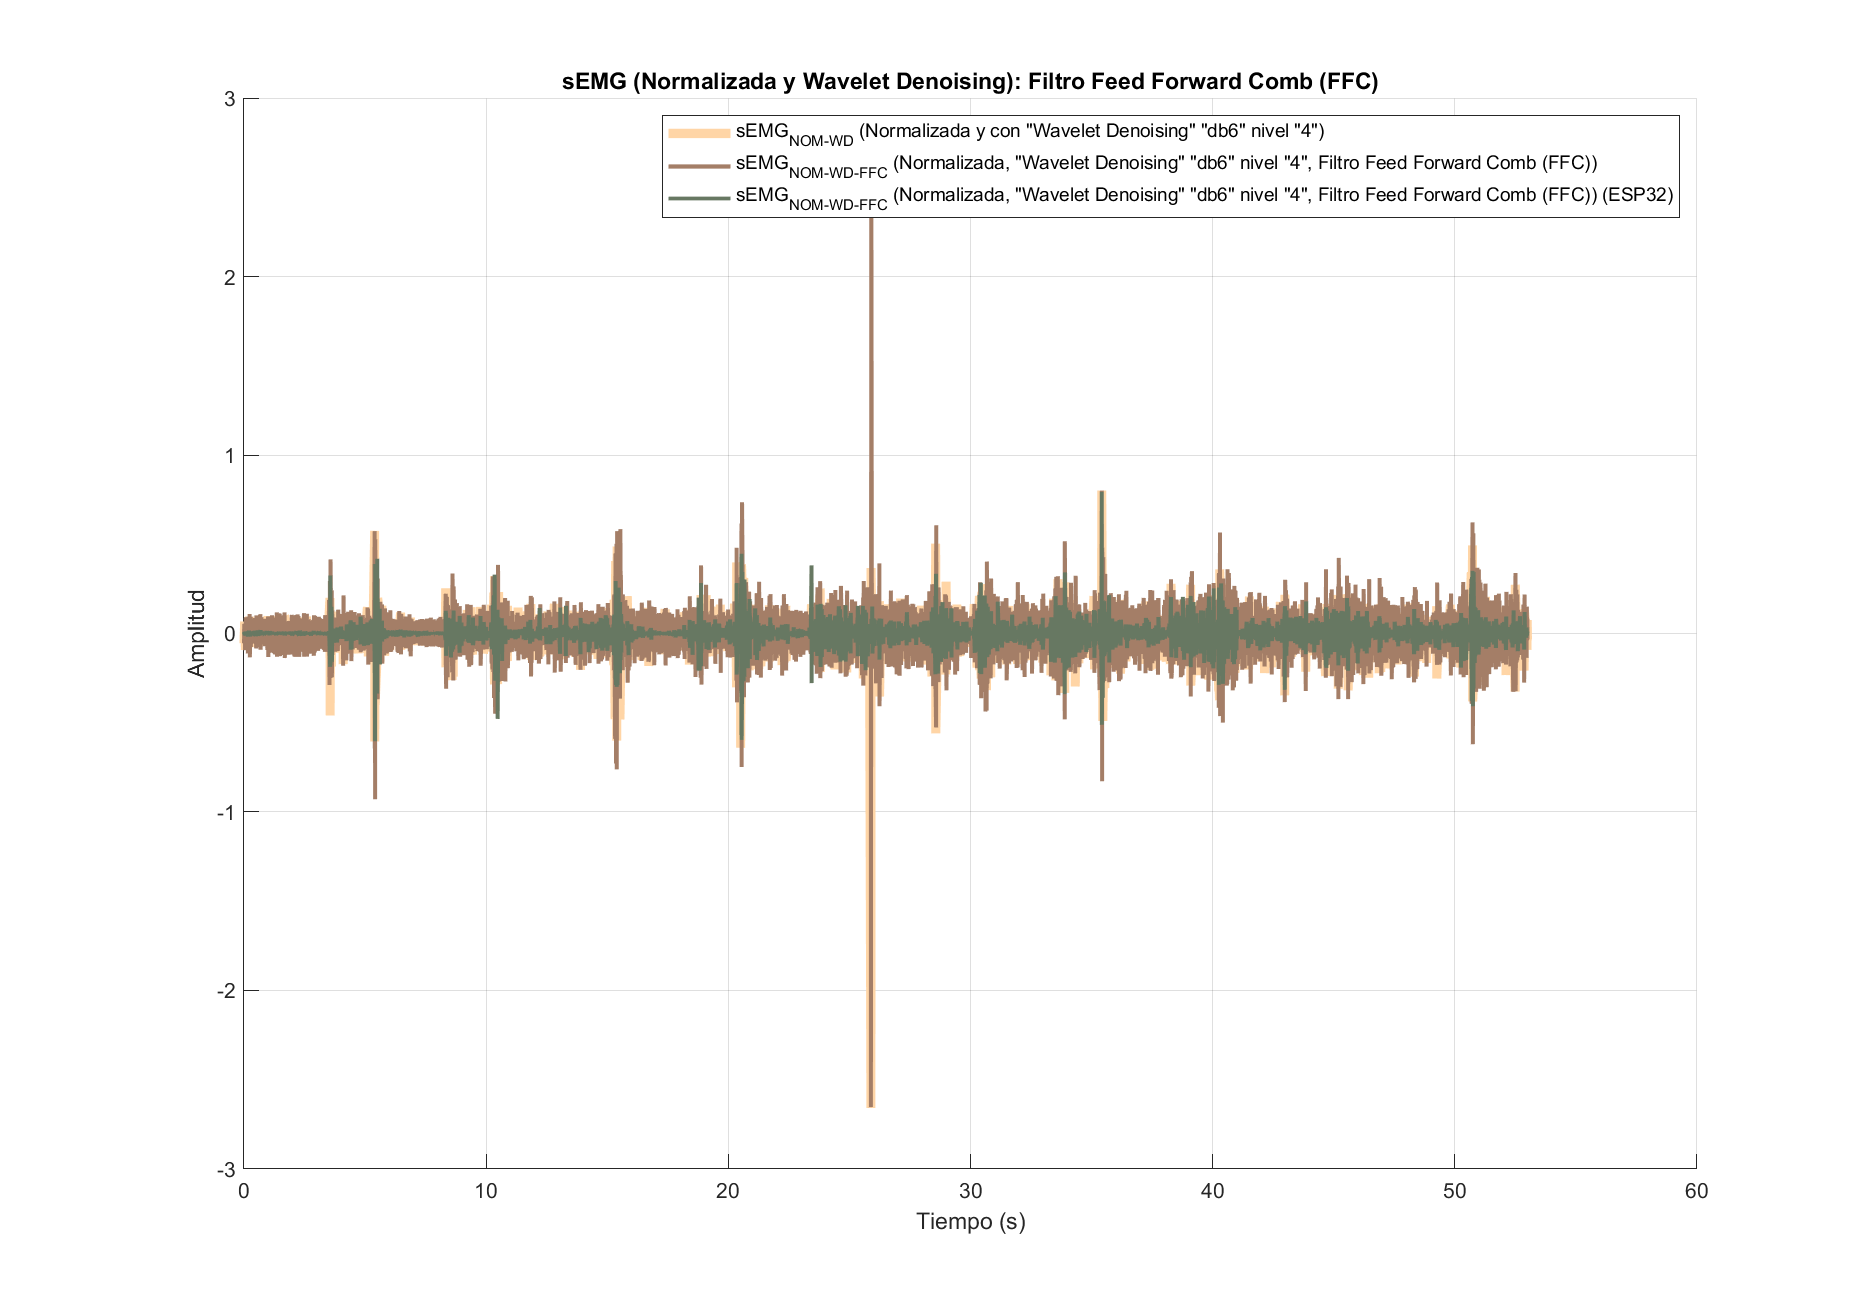 sEMG (Normalizada y Wavelet Denoising): Filtro Feed Forward Comb (FFC)
sEMG_NOM-WD (Normalizada y con "Wavelet Denoising" "db6" nivel "4")
sEMG_NOM-WD-FFC (Normalizada, "Wavelet Denoising" "db6" nivel "4", Filtro Feed Forward Comb (FFC))
sEMG_NOM-WD-FFC (Normalizada, "Wavelet Denoising" "db6" nivel "4", Filtro Feed Forward Comb (FFC)) (ESP32)
3
2
1
0
-1
-2
-3
Amplitud
0 10 20 30 40 50 60
Tiempo (s)